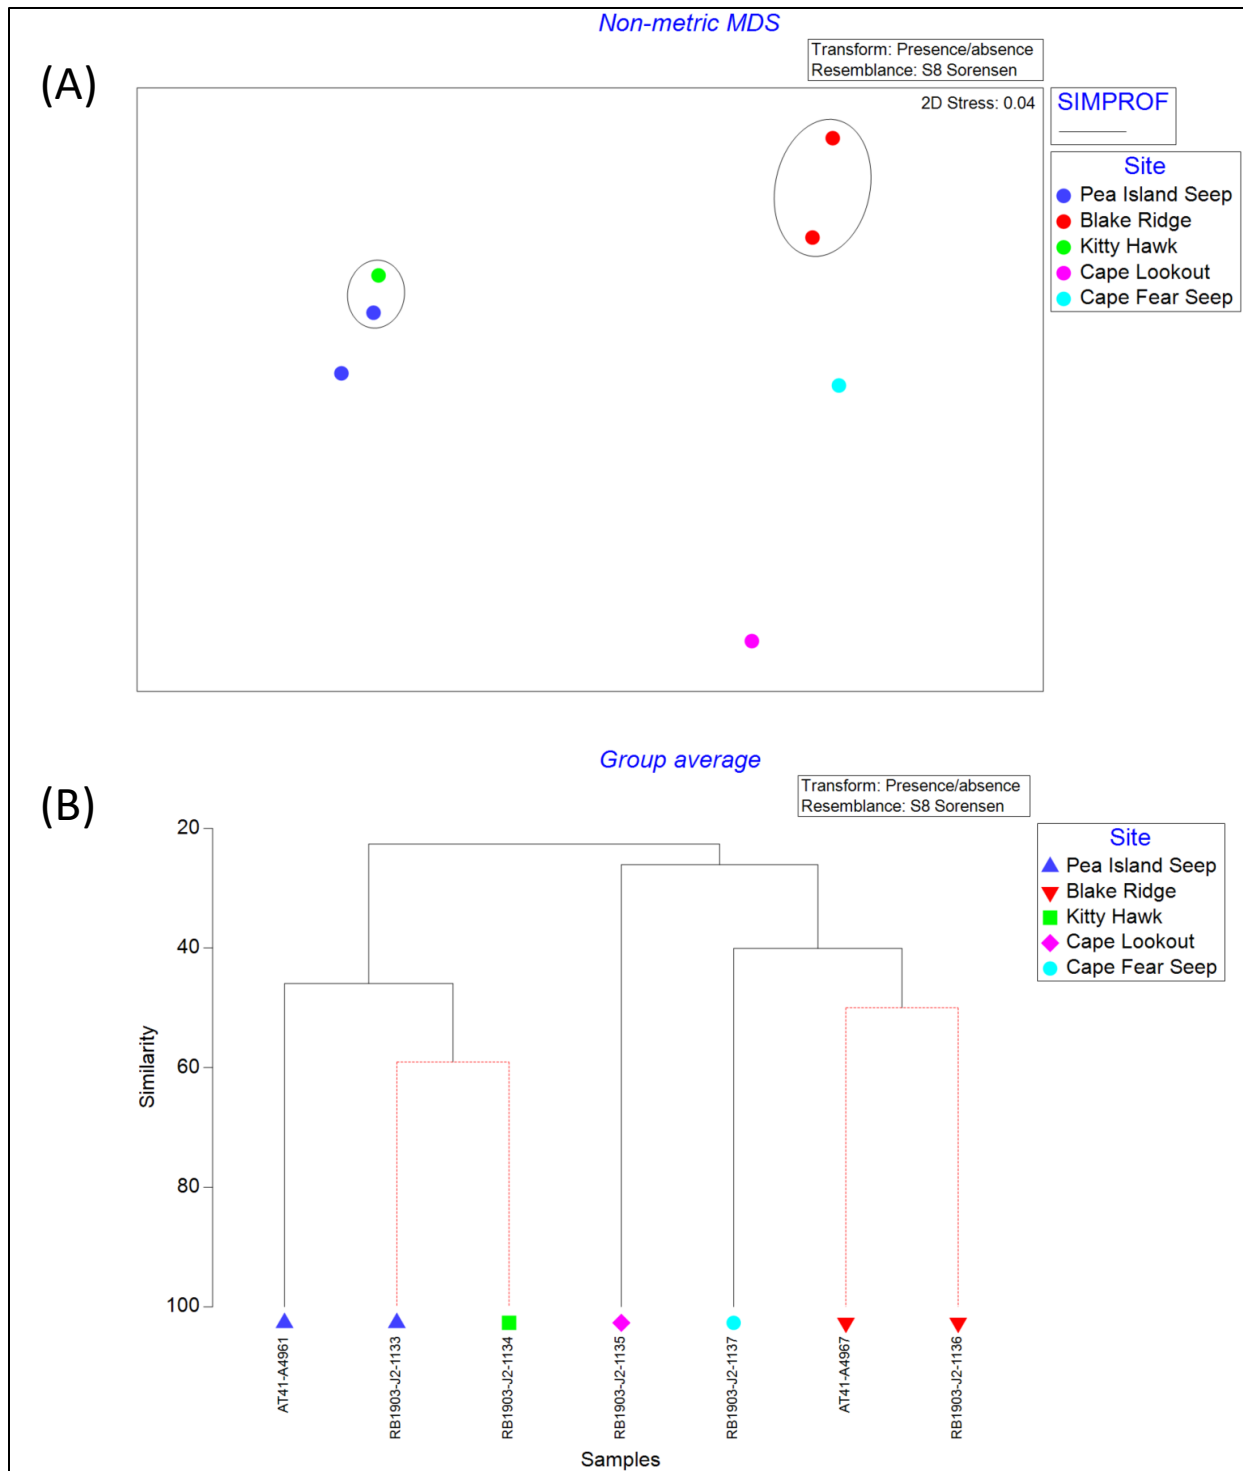 Non-metric MDS
(A)
Transform: Presence/absence
Resemblance: S8 Sorensen
2D Stress: 0.04
SIMPROF
Site
Pea Island Seep
Blake Ridge
Kitty Hawk
Cape Lookout
Cape Fear Seep
Group average
(B)
Transform: Presence/absence
Resemblance: S8 Sorensen
Site
Pea Island Seep
Blake Ridge
Kitty Hawk
Cape Lookout
Cape Fear Seep
Similarity
20
40
60
80
100
AT41-A4961
RB1903-J2-1133
RB1903-J2-1134
RB1903-J2-1135
RB1903-J2-1137
AT41-A4967
RB1903-J2-1136
Samples